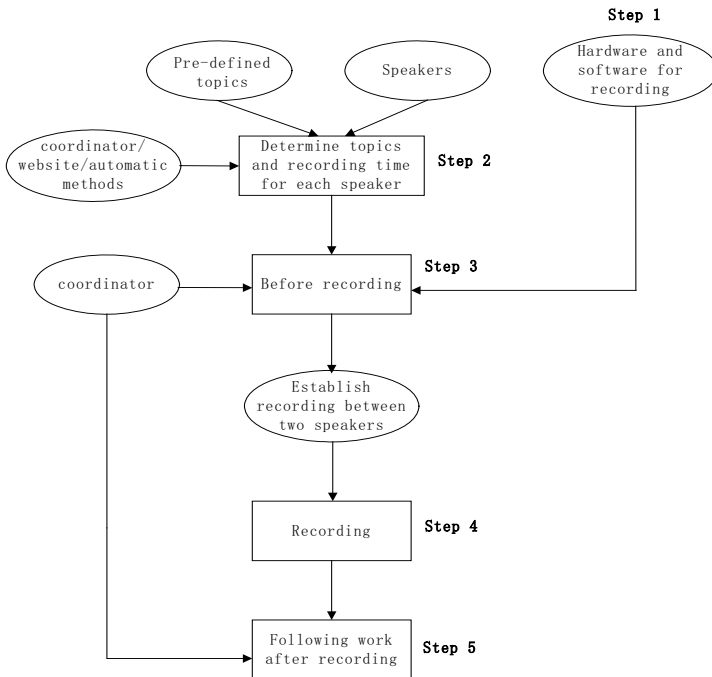 Step 1
Pre-defined
topics
Speakers
Hardware and
software for
recording
coordinator/
website/automatic
methods
Determine topics
and recording time
for each speaker
Step 2
coordinator
Before recording
Step 3
Establish
recording between
two speakers
Recording
Step 4
Following work
after recording
Step 5